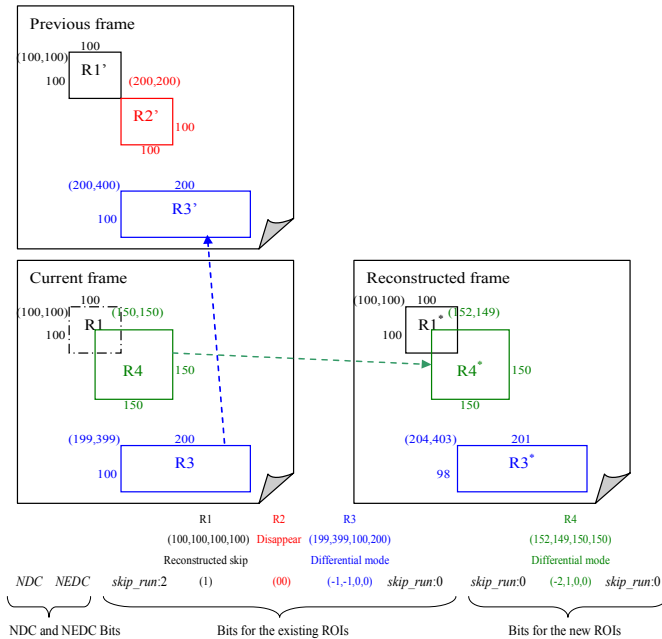 Previous frame
100
(100,100)
R1'
100
(200,200)
R2'
100
100
(200,400)
200
R3'
100
Current frame
100
(100,100)
(150,150)
R1
100
R4
150
150
(199,399)
200
R3
100
Reconstructed frame
(100,100)
100
(152,149)
R1*
100
R4*
150
150
(204,403)
201
R3*
98
R1
R2
R3
R4
(100,100,100,100)
Disappear
(199,399,100,200)
(152,149,150,150)
Reconstructed skip
Differential mode
Differential mode
NDC NEDC skip_run:2 (1) (00) (-1,-1,0,0) skip_run:0 skip_run:0 (-2,1,0,0) skip_run:0
NDC and NEDC Bits
Bits for the existing ROIs
Bits for the new ROIs